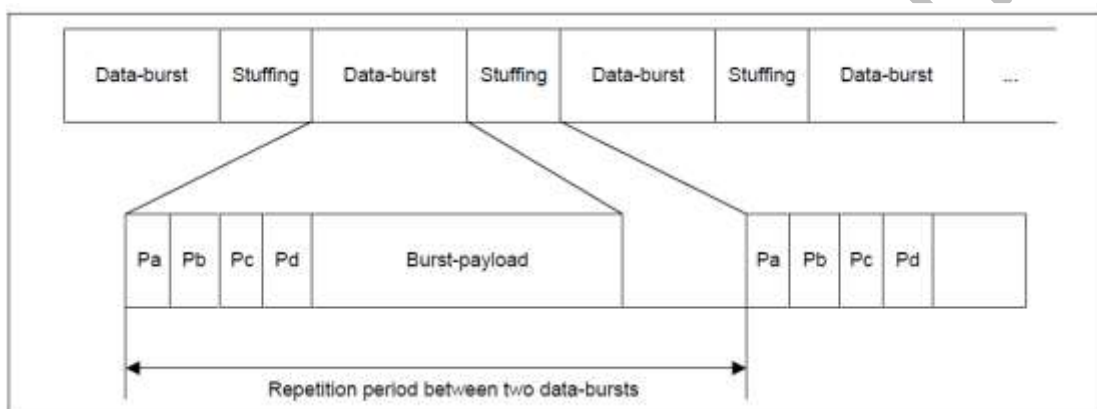 Data-burst Stuffing Data-burst Stuffing Data-burst Stuffing Data-burst ...
Pa Pb Pc Pd Burst-payload Pa Pb Pc Pd
Repetition period between two data-bursts